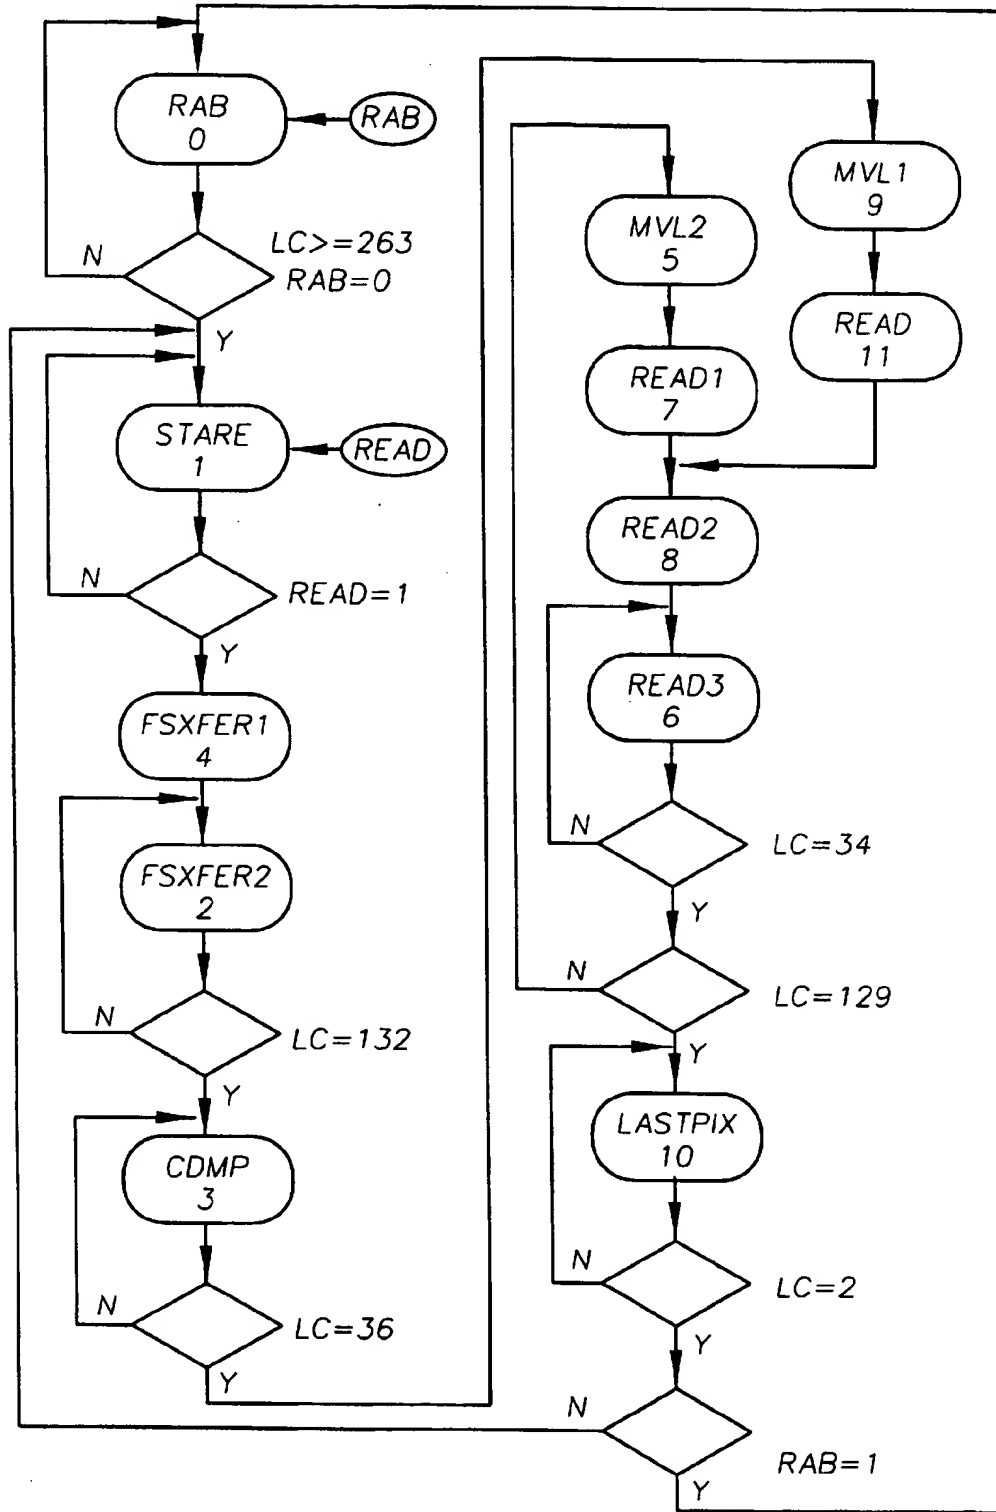 RAB
0
RAB
N
LC>=263
RAB=0
Y
STARE
1
READ
N
READ=1
Y
FSXFER1
4
FSXFER2
2
N
LC=132
Y
CDMP
3
N
LC=36
Y
MVL1
9
READ
11
MVL2
5
READ1
7
READ2
8
READ3
6
N
LC=34
Y
N
LC=129
Y
LASTPIX
10
N
LC=2
Y
N
RAB=1
Y